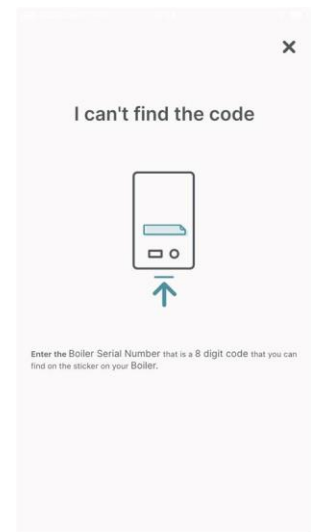 I can't find the code
Enter the Boiler Serial Number that is a 8 digit code that you can
find on the sticker on your Boiler.